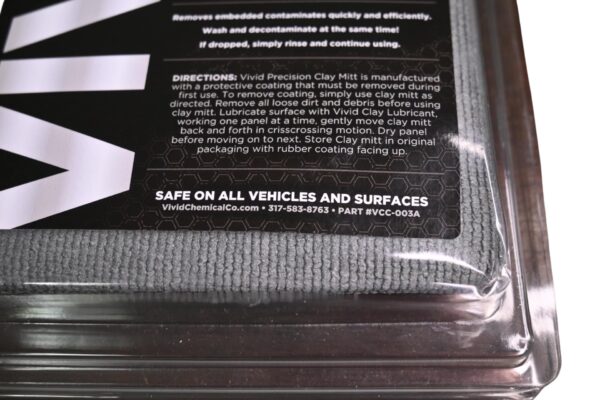 VIVI
Removes embedded contaminates quickly and efficiently.
Wash and decontaminate at the same time!
If dropped, simply rinse and continue using.
DIRECTIONS: Vivid Precision Clay Mitt is manufactured
with a protective coating that must be removed during
first use. To remove coating, simply use clay mitt as
directed. Remove all loose dirt and debris before using
clay mitt. Lubricate surface with Vivid Clay Lubricant,
working one panel at a time, gently move clay mitt
back and forth in crisscrossing motion. Dry panel
before moving on to next. Store Clay mitt in original
packaging with rubber coating facing up.
SAFE ON ALL VEHICLES AND SURFACES
VividChemicalCo.com • 317-583-8763 • PART #VCC-003A